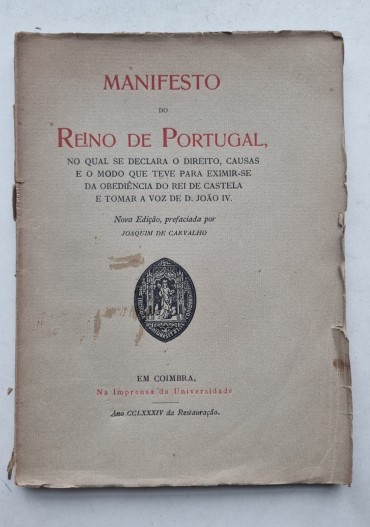 MANIFESTO
DO
REINO DE PORTUGAL,
NO QUAL SE DECLARA O DIREITO, CAUSAS
E O MODO QUE TEVE PARA EXIMIR-SE
DA OBEDIÊNCIA DO REI DE CASTELA
E TOMAR A VOZ DE D. JOÃO IV.
Nova Edição, prefaciada por
JOAQUIM DE CARVALHO
EM COIMBRA,
Na Imprensa da Universidade
Ano CCLXXXIV da Restauração.